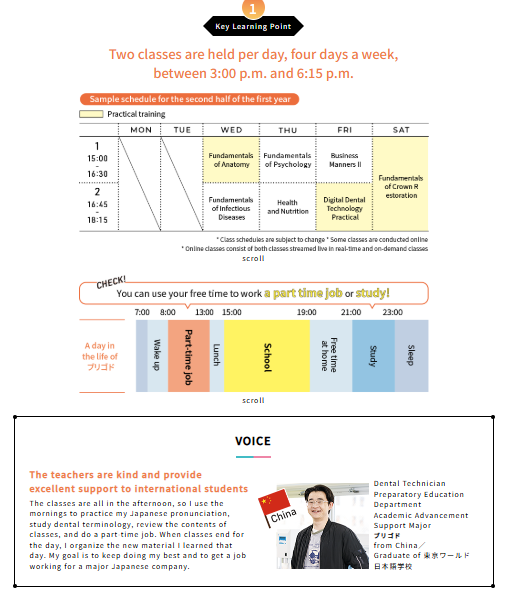 1
Key Learning Point
Two classes are held per day, four days a week,
between 3:00 p.m. and 6:15 p.m.
Sample schedule for the second half of the first year
Practical training
MON TUE WED THU FRI SAT
1
15:00
-
16:30
Fundamentals
of Anatomy
Fundamentals
of Psychology
Business
Manners II
Fundamentals
of Crown R
estoration
2
16:45
-
18:15
Fundamentals
of Infectious
Diseases
Health
and Nutrition
Digital Dental
Technology
Practical
* Class schedules are subject to change * Some classes are conducted online
* Online classes consist of both classes streamed live in real-time and on-demand classes
scroll
CHECK!
You can use your free time to work a part time job or study!
7:00 8:00 13:00 15:00 19:00 21:00 23:00
A day in
the life of
プリゴド
Wake up
Part-time job
Lunch
School
Free time
at home
Study
Sleep
scroll
VOICE
The teachers are kind and provide
excellent support to international students
The classes are all in the afternoon, so I use the
mornings to practice my Japanese pronunciation,
study dental terminology, review the contents of
classes, and do a part-time job. When classes end for
the day, I organize the new material I learned that
day. My goal is to keep doing my best and to get a job
working for a major Japanese company.
China
Dental Technician
Preparatory Education
Department
Academic Advancement
Support Major
プリゴド
from China／
Graduate of 東京ワールド
日本語学校